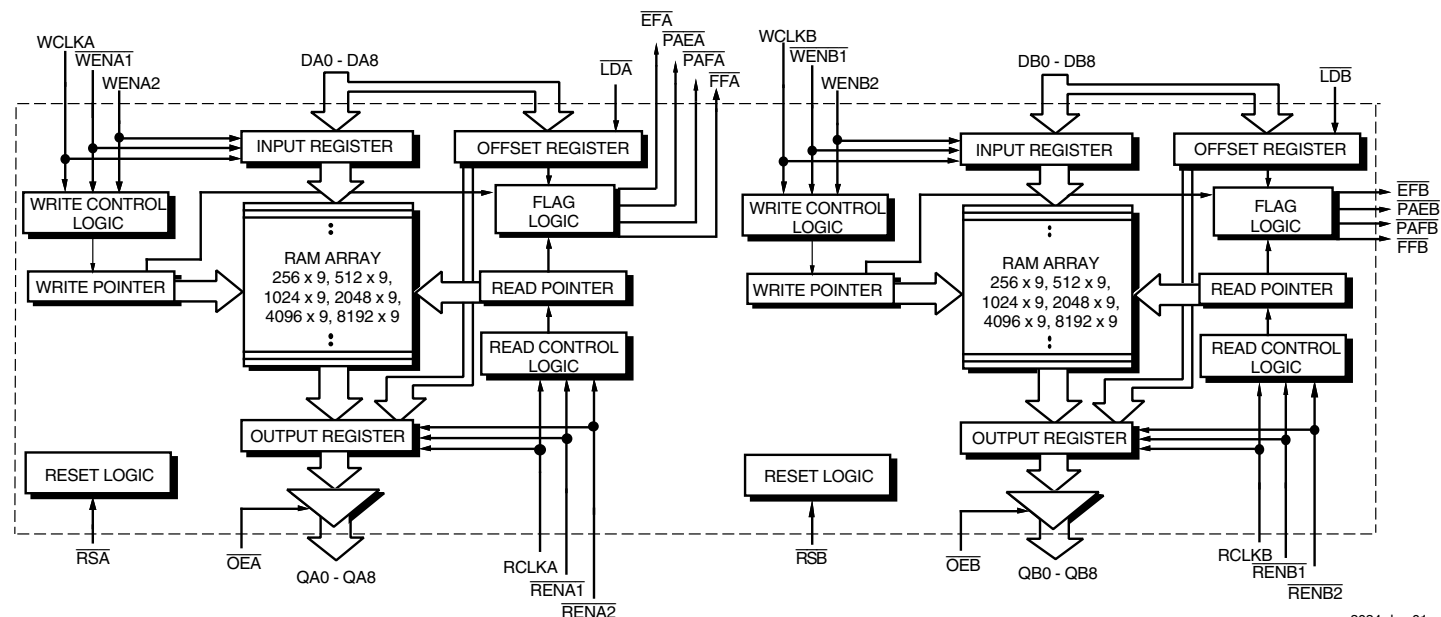 WCLKA
WENA1
WENA2
DA0 - DA8
LDA
EFA
PAEA
PAFA
FFA
INPUT REGISTER
OFFSET REGISTER
WRITE CONTROL
LOGIC
FLAG
LOGIC
WRITE POINTER
RAM ARRAY
256 x 9, 512 x 9,
1024 x 9, 2048 x 9,
4096 x 9, 8192 x 9
READ POINTER
READ CONTROL
LOGIC
OUTPUT REGISTER
RESET LOGIC
RSA
OEA
QA0 - QA8
RCLKA
RENA1
RENA2
WCLKB
WENB1
WENB2
DB0 - DB8
LDB
INPUT REGISTER
OFFSET REGISTER
WRITE CONTROL
LOGIC
FLAG
LOGIC
EFB
PAEB
PAFB
FFB
WRITE POINTER
RAM ARRAY
256 x 9, 512 x 9,
1024 x 9, 2048 x 9,
4096 x 9, 8192 x 9
READ POINTER
READ CONTROL
LOGIC
OUTPUT REGISTER
RESET LOGIC
RSB
OEB
QB0 - QB8
RCLKB
RENB1
RENB2